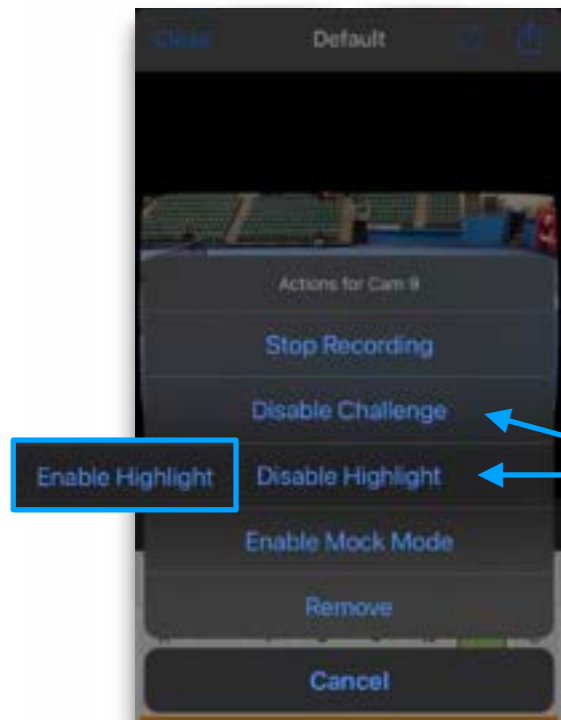 Close Default
Actions for Cam 9
Stop Recording
Disable Challenge
Enable Highlight Disable Highlight
Enable Mock Mode
Remove
Cancel